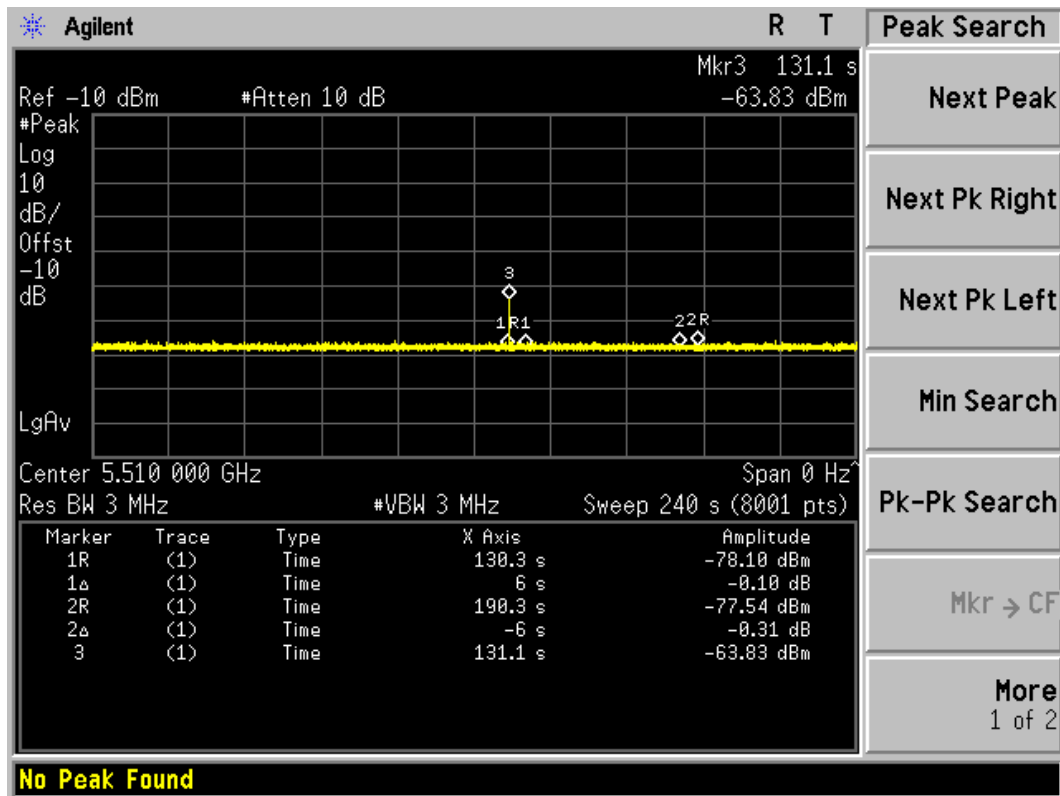 Agilent R T Peak Search
Mkr3 131.1 s
Ref -10 dBm #Atten 10 dB -63.83 dBm
#Peak
Log
10
dB/
Offst
-10
dB
3
1R1
22R
LgAv
Center 5.510 000 GHz Span 0 Hz^
Res BW 3 MHz #VBW 3 MHz Sweep 240 s (8001 pts)
Marker Trace Type X Axis Amplitude
1R (1) Time 130.3 s -78.10 dBm
1Δ (1) Time 6 s -0.10 dB
2R (1) Time 190.3 s -77.54 dBm
2Δ (1) Time -6 s -0.31 dB
3 (1) Time 131.1 s -63.83 dBm
No Peak Found
Next Peak
Next Pk Right
Next Pk Left
Min Search
Pk-Pk Search
Mkr → CF
More
1 of 2